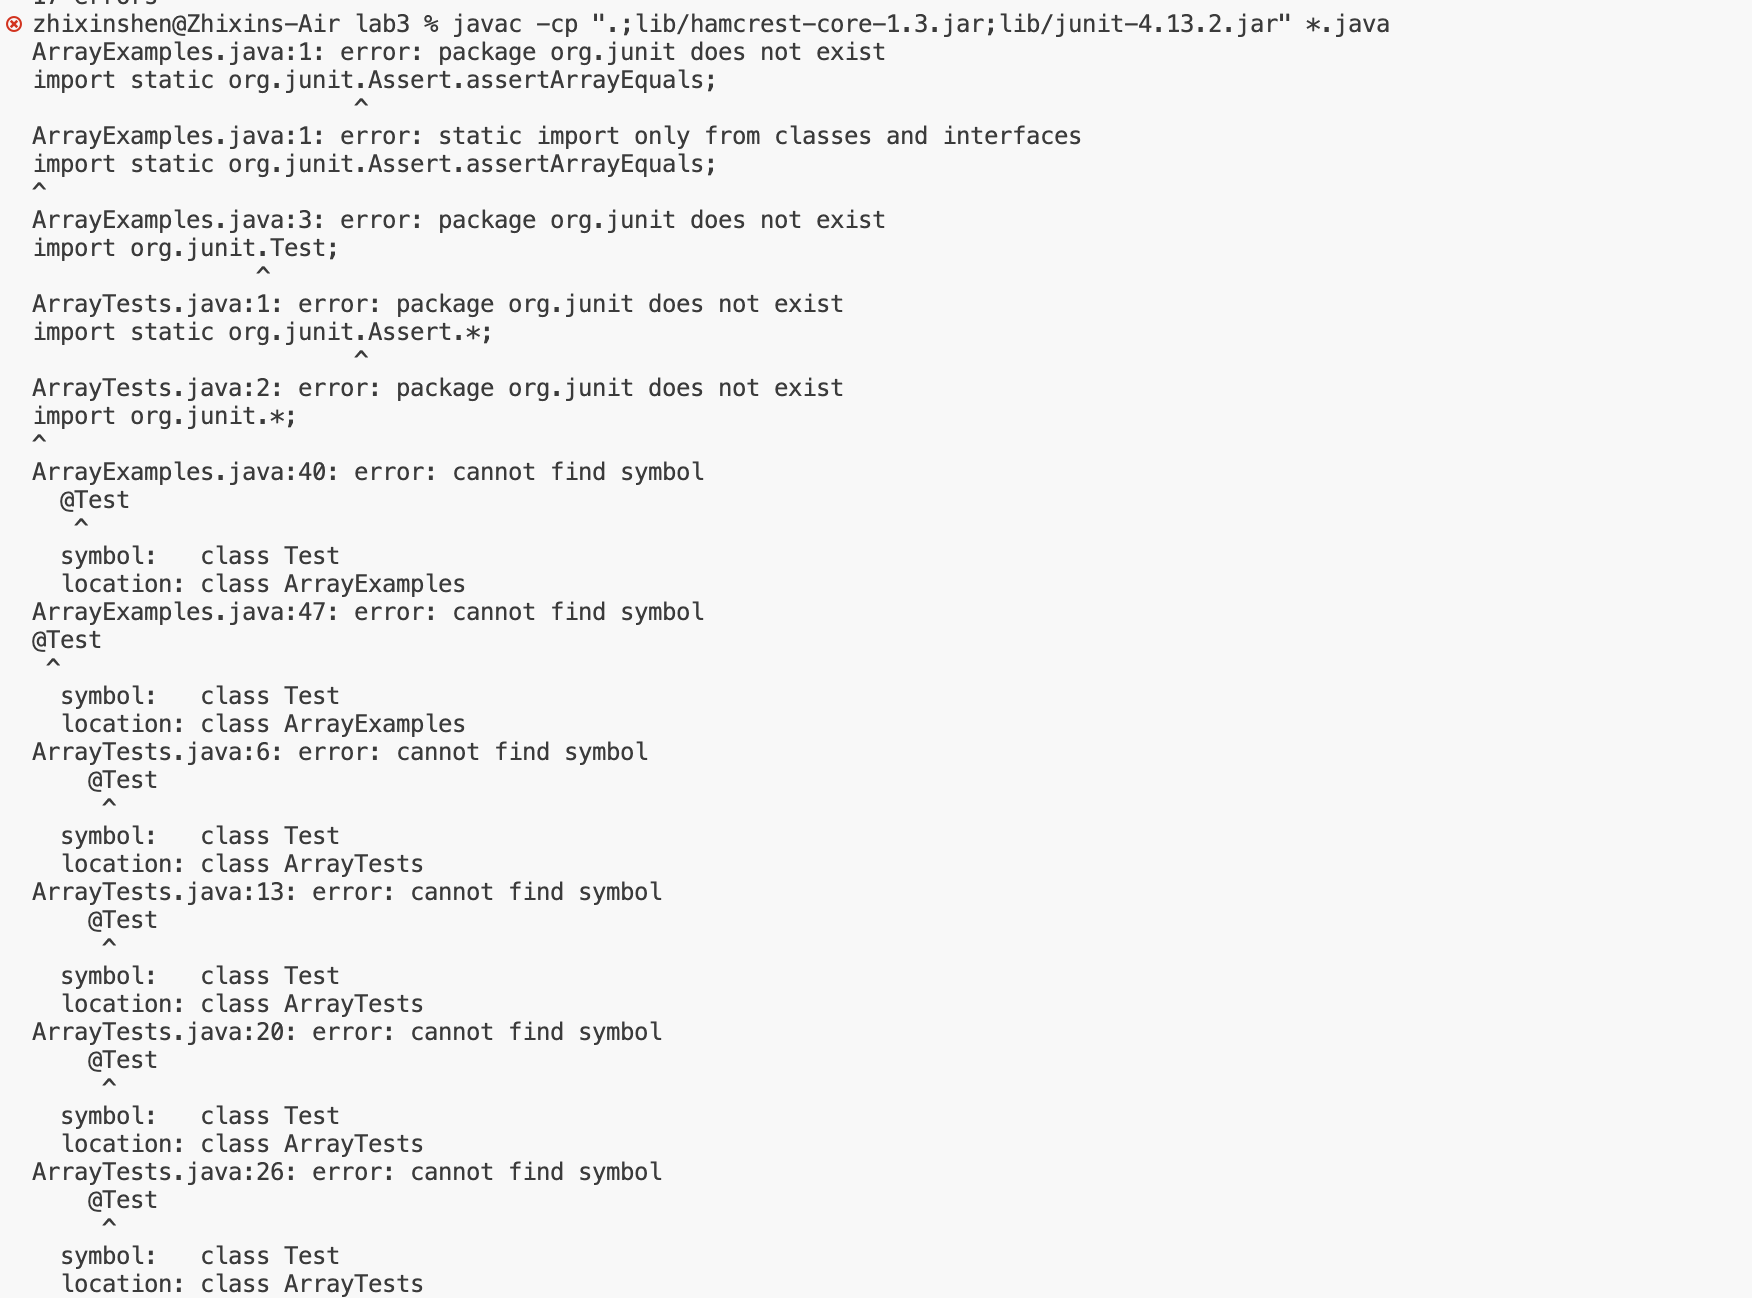 17 errors
zhixinshen@Zhixins-Air lab3 % javac -cp ".;lib/hamcrest-core-1.3.jar;lib/junit-4.13.2.jar" *.java
ArrayExamples.java:1: error: package org.junit does not exist
import static org.junit.Assert.assertArrayEquals;
^
ArrayExamples.java:1: error: static import only from classes and interfaces
import static org.junit.Assert.assertArrayEquals;
^
ArrayExamples.java:3: error: package org.junit does not exist
import org.junit.Test;
^
ArrayTests.java:1: error: package org.junit does not exist
import static org.junit.Assert.*;
^
ArrayTests.java:2: error: package org.junit does not exist
import org.junit.*;
^
ArrayExamples.java:40: error: cannot find symbol
@Test
^
symbol:   class Test
location: class ArrayExamples
ArrayExamples.java:47: error: cannot find symbol
@Test
^
symbol:   class Test
location: class ArrayExamples
ArrayTests.java:6: error: cannot find symbol
@Test
^
symbol:   class Test
location: class ArrayTests
ArrayTests.java:13: error: cannot find symbol
@Test
^
symbol:   class Test
location: class ArrayTests
ArrayTests.java:20: error: cannot find symbol
@Test
^
symbol:   class Test
location: class ArrayTests
ArrayTests.java:26: error: cannot find symbol
@Test
^
symbol:   class Test
location: class ArrayTests